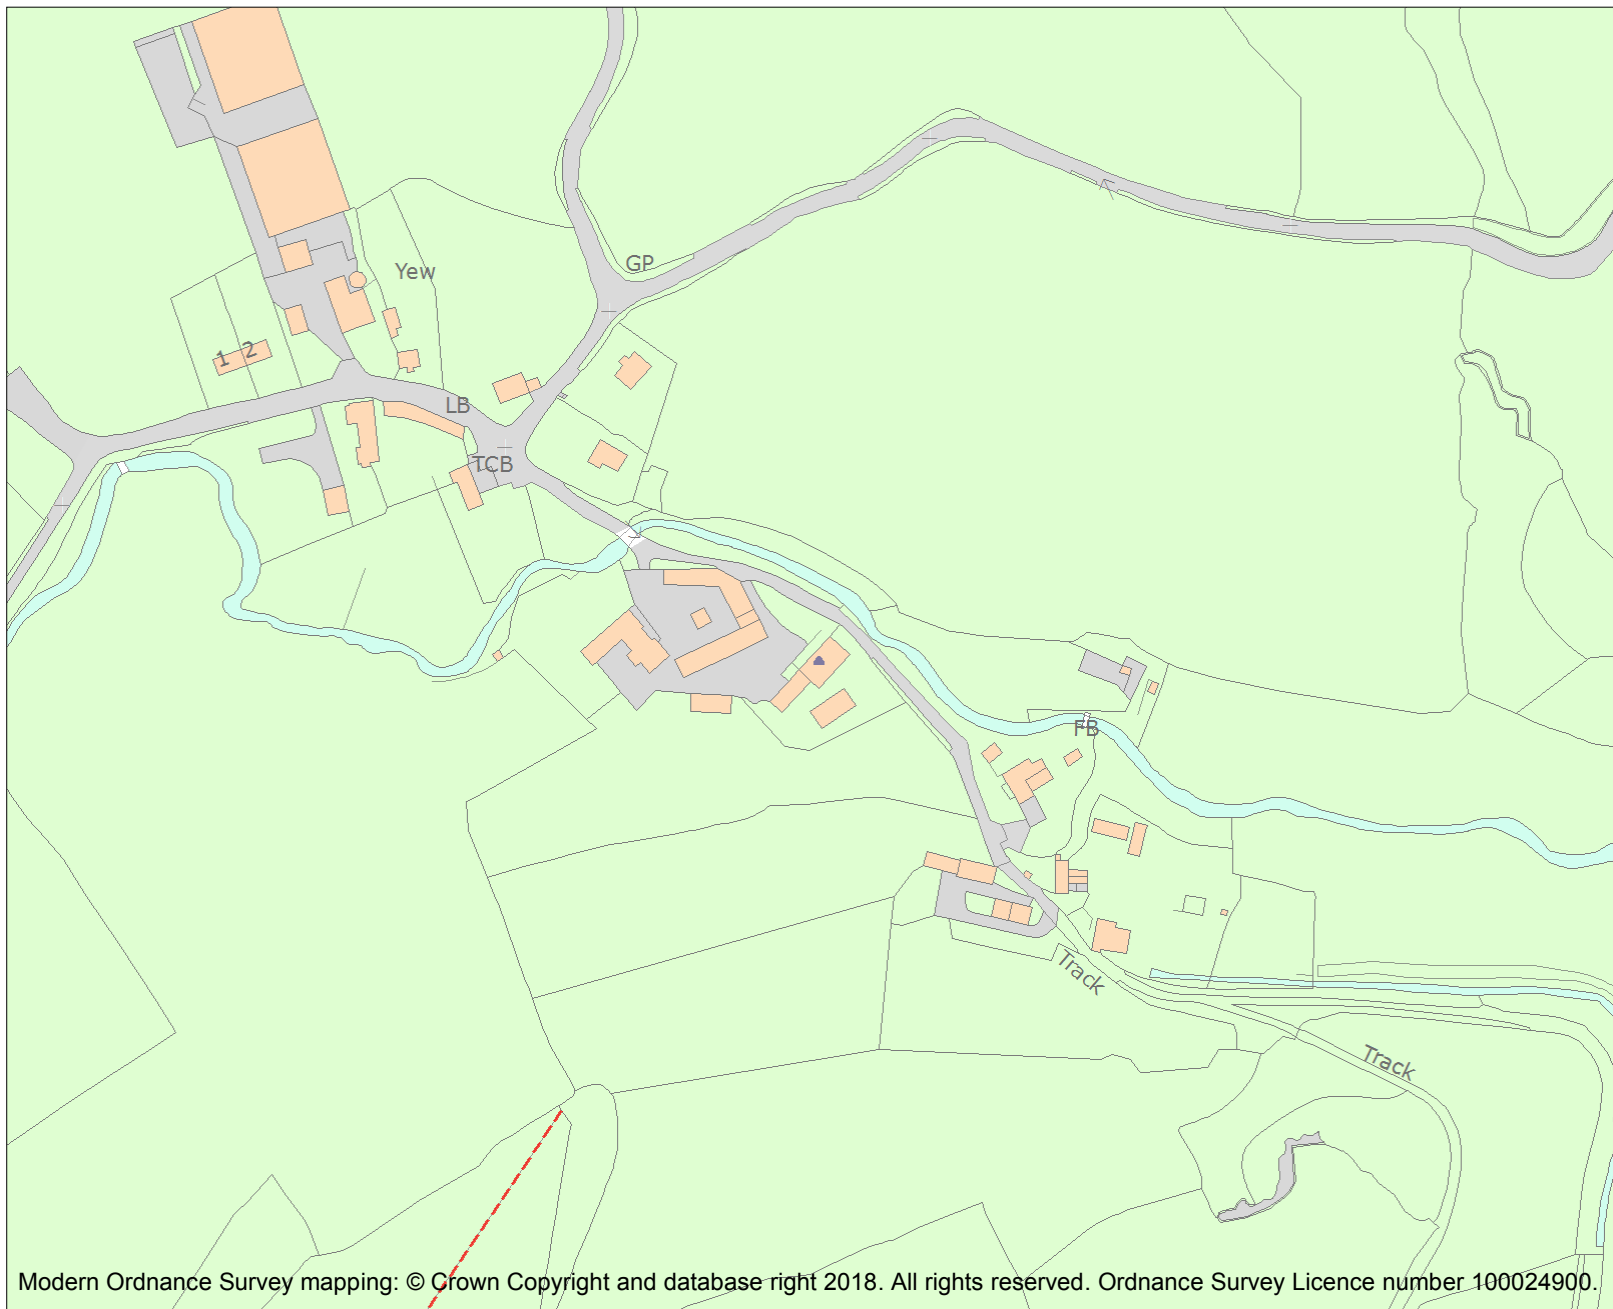 GP
Yew
1 2
LB
TCB
FB
Track
Track
Modern Ordnance Survey mapping: © Crown Copyright and database right 2018. All rights reserved. Ordnance Survey Licence number 100024900.